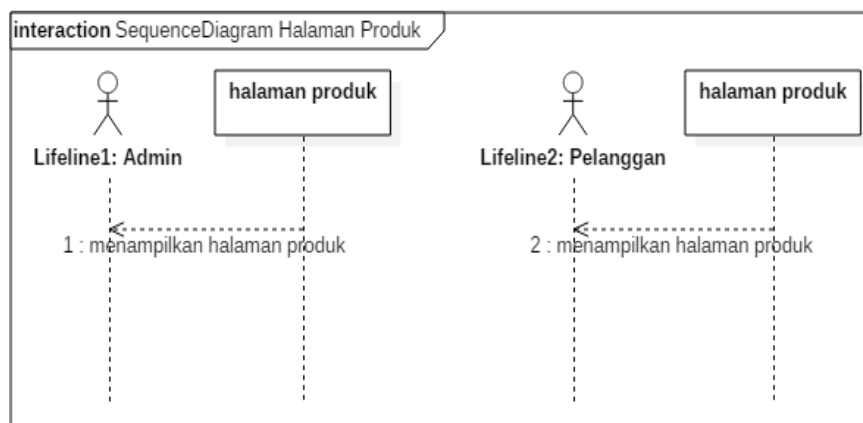 interaction SequenceDiagram Halaman Produk
halaman produk
halaman produk
Lifeline1: Admin
Lifeline2: Pelanggan
1 : menampilkan halaman produk
2 : menampilkan halaman produk